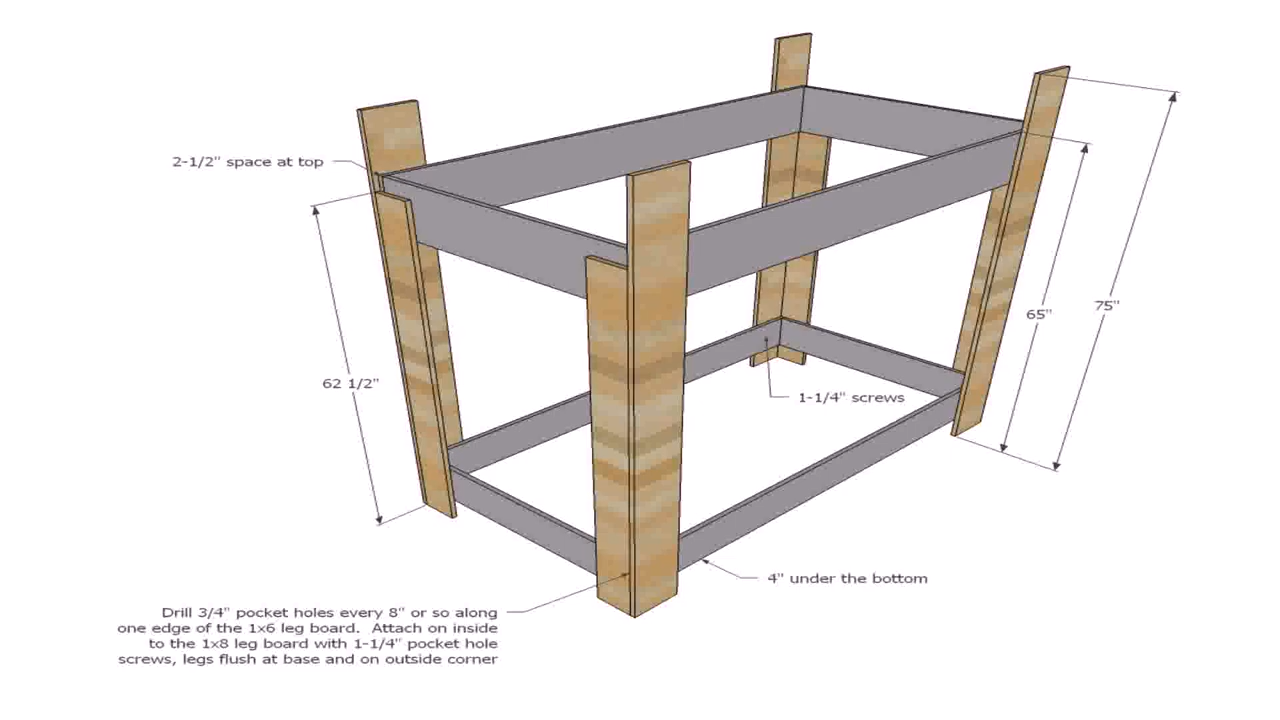 2-1/2" space at top
75"
65"
62 1/2"
1-1/4" screws
4" under the bottom
Drill 3/4" pocket holes every 8" or so along
one edge of the 1x6 leg board.  Attach on inside
to the 1x8 leg board with 1-1/4" pocket hole
screws, legs flush at base and on outside corner